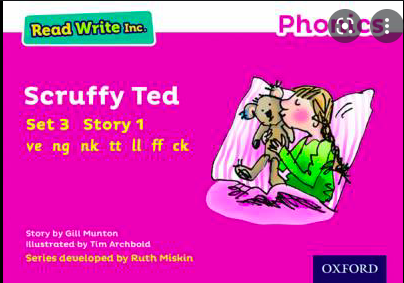 Read Write Inc.
Phonics
Scruffy Ted
Set 3 Story 1
ve ng nk tt ll ff ck
Story by Gill Munton
Illustrated by Tim Archbold
Series developed by Ruth Miskin
OXFORD